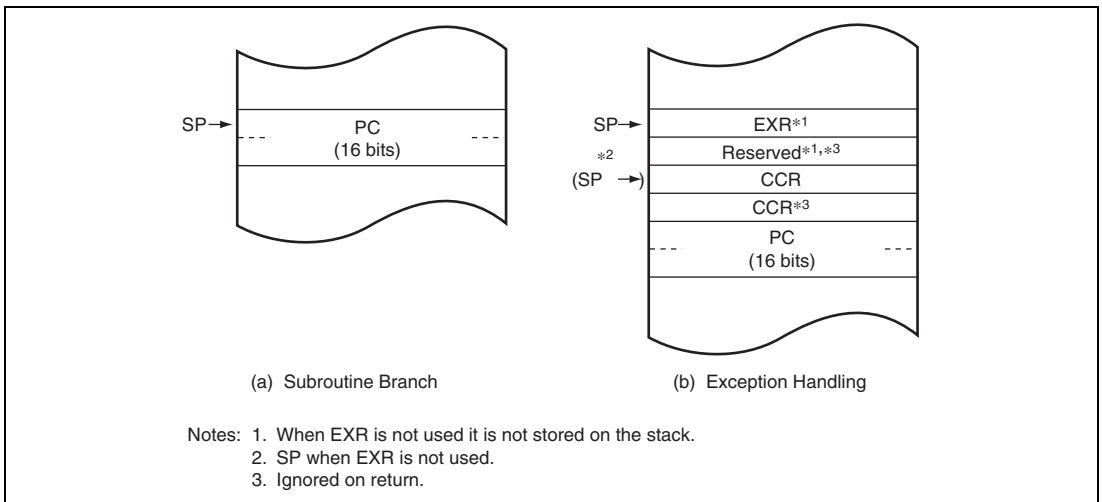 SP
PC
(16 bits)
(a) Subroutine Branch
SP
*2
(SP )
EXR*1
Reserved*1,*3
CCR
CCR*3
PC
(16 bits)
(b) Exception Handling
Notes: 1. When EXR is not used it is not stored on the stack.
2. SP when EXR is not used.
3. Ignored on return.